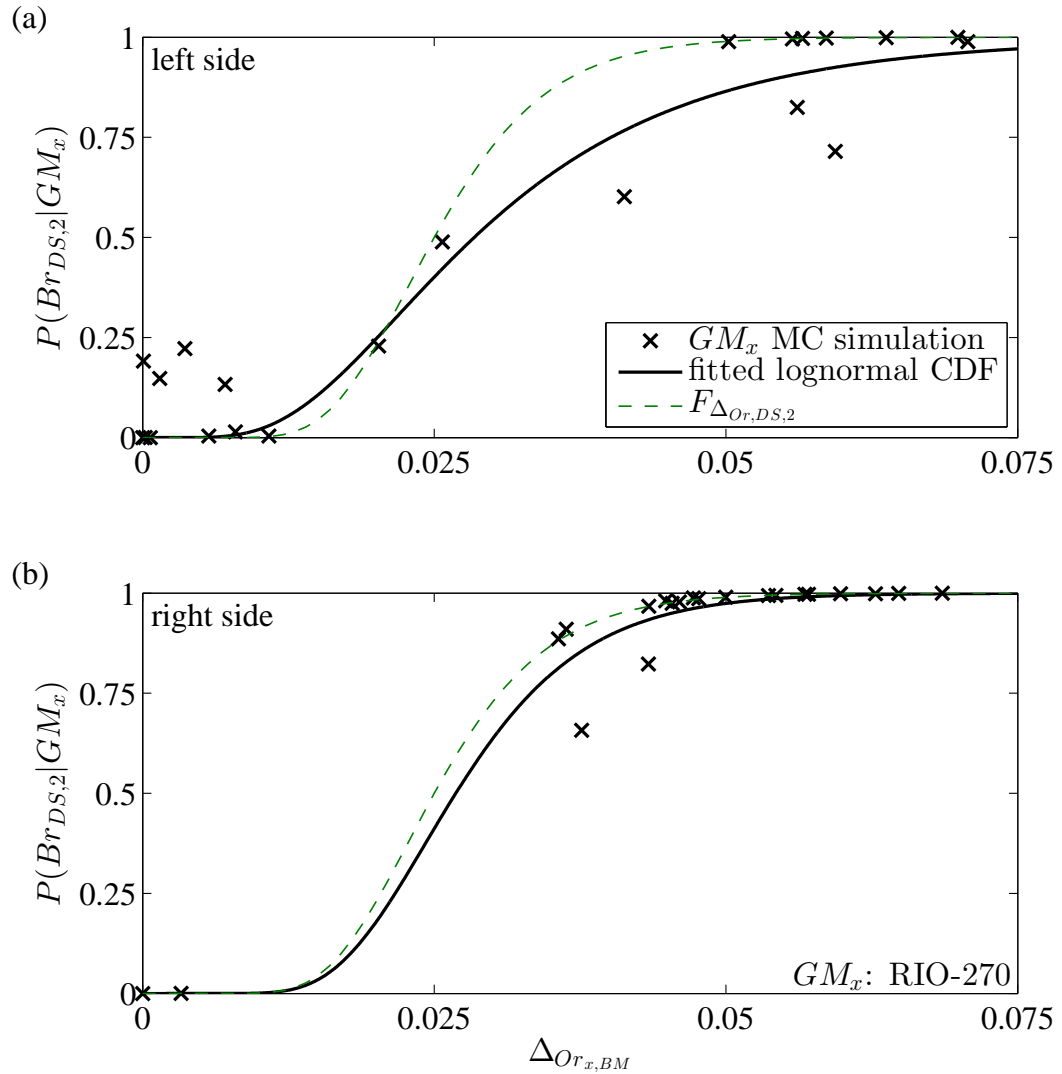 (a)
left side
1
0.75
0.5
0.25
0
P(Br_{DS,2}|GM_x)
GM_x MC simulation
fitted lognormal CDF
F_{Δ_{Or,DS,2}}
0 0.025 0.05 0.075
(b)
right side
1
0.75
0.5
0.25
0
P(Br_{DS,2}|GM_x)
GM_x: RIO-270
0 0.025 0.05 0.075
Δ_{Or_{x,BM}}